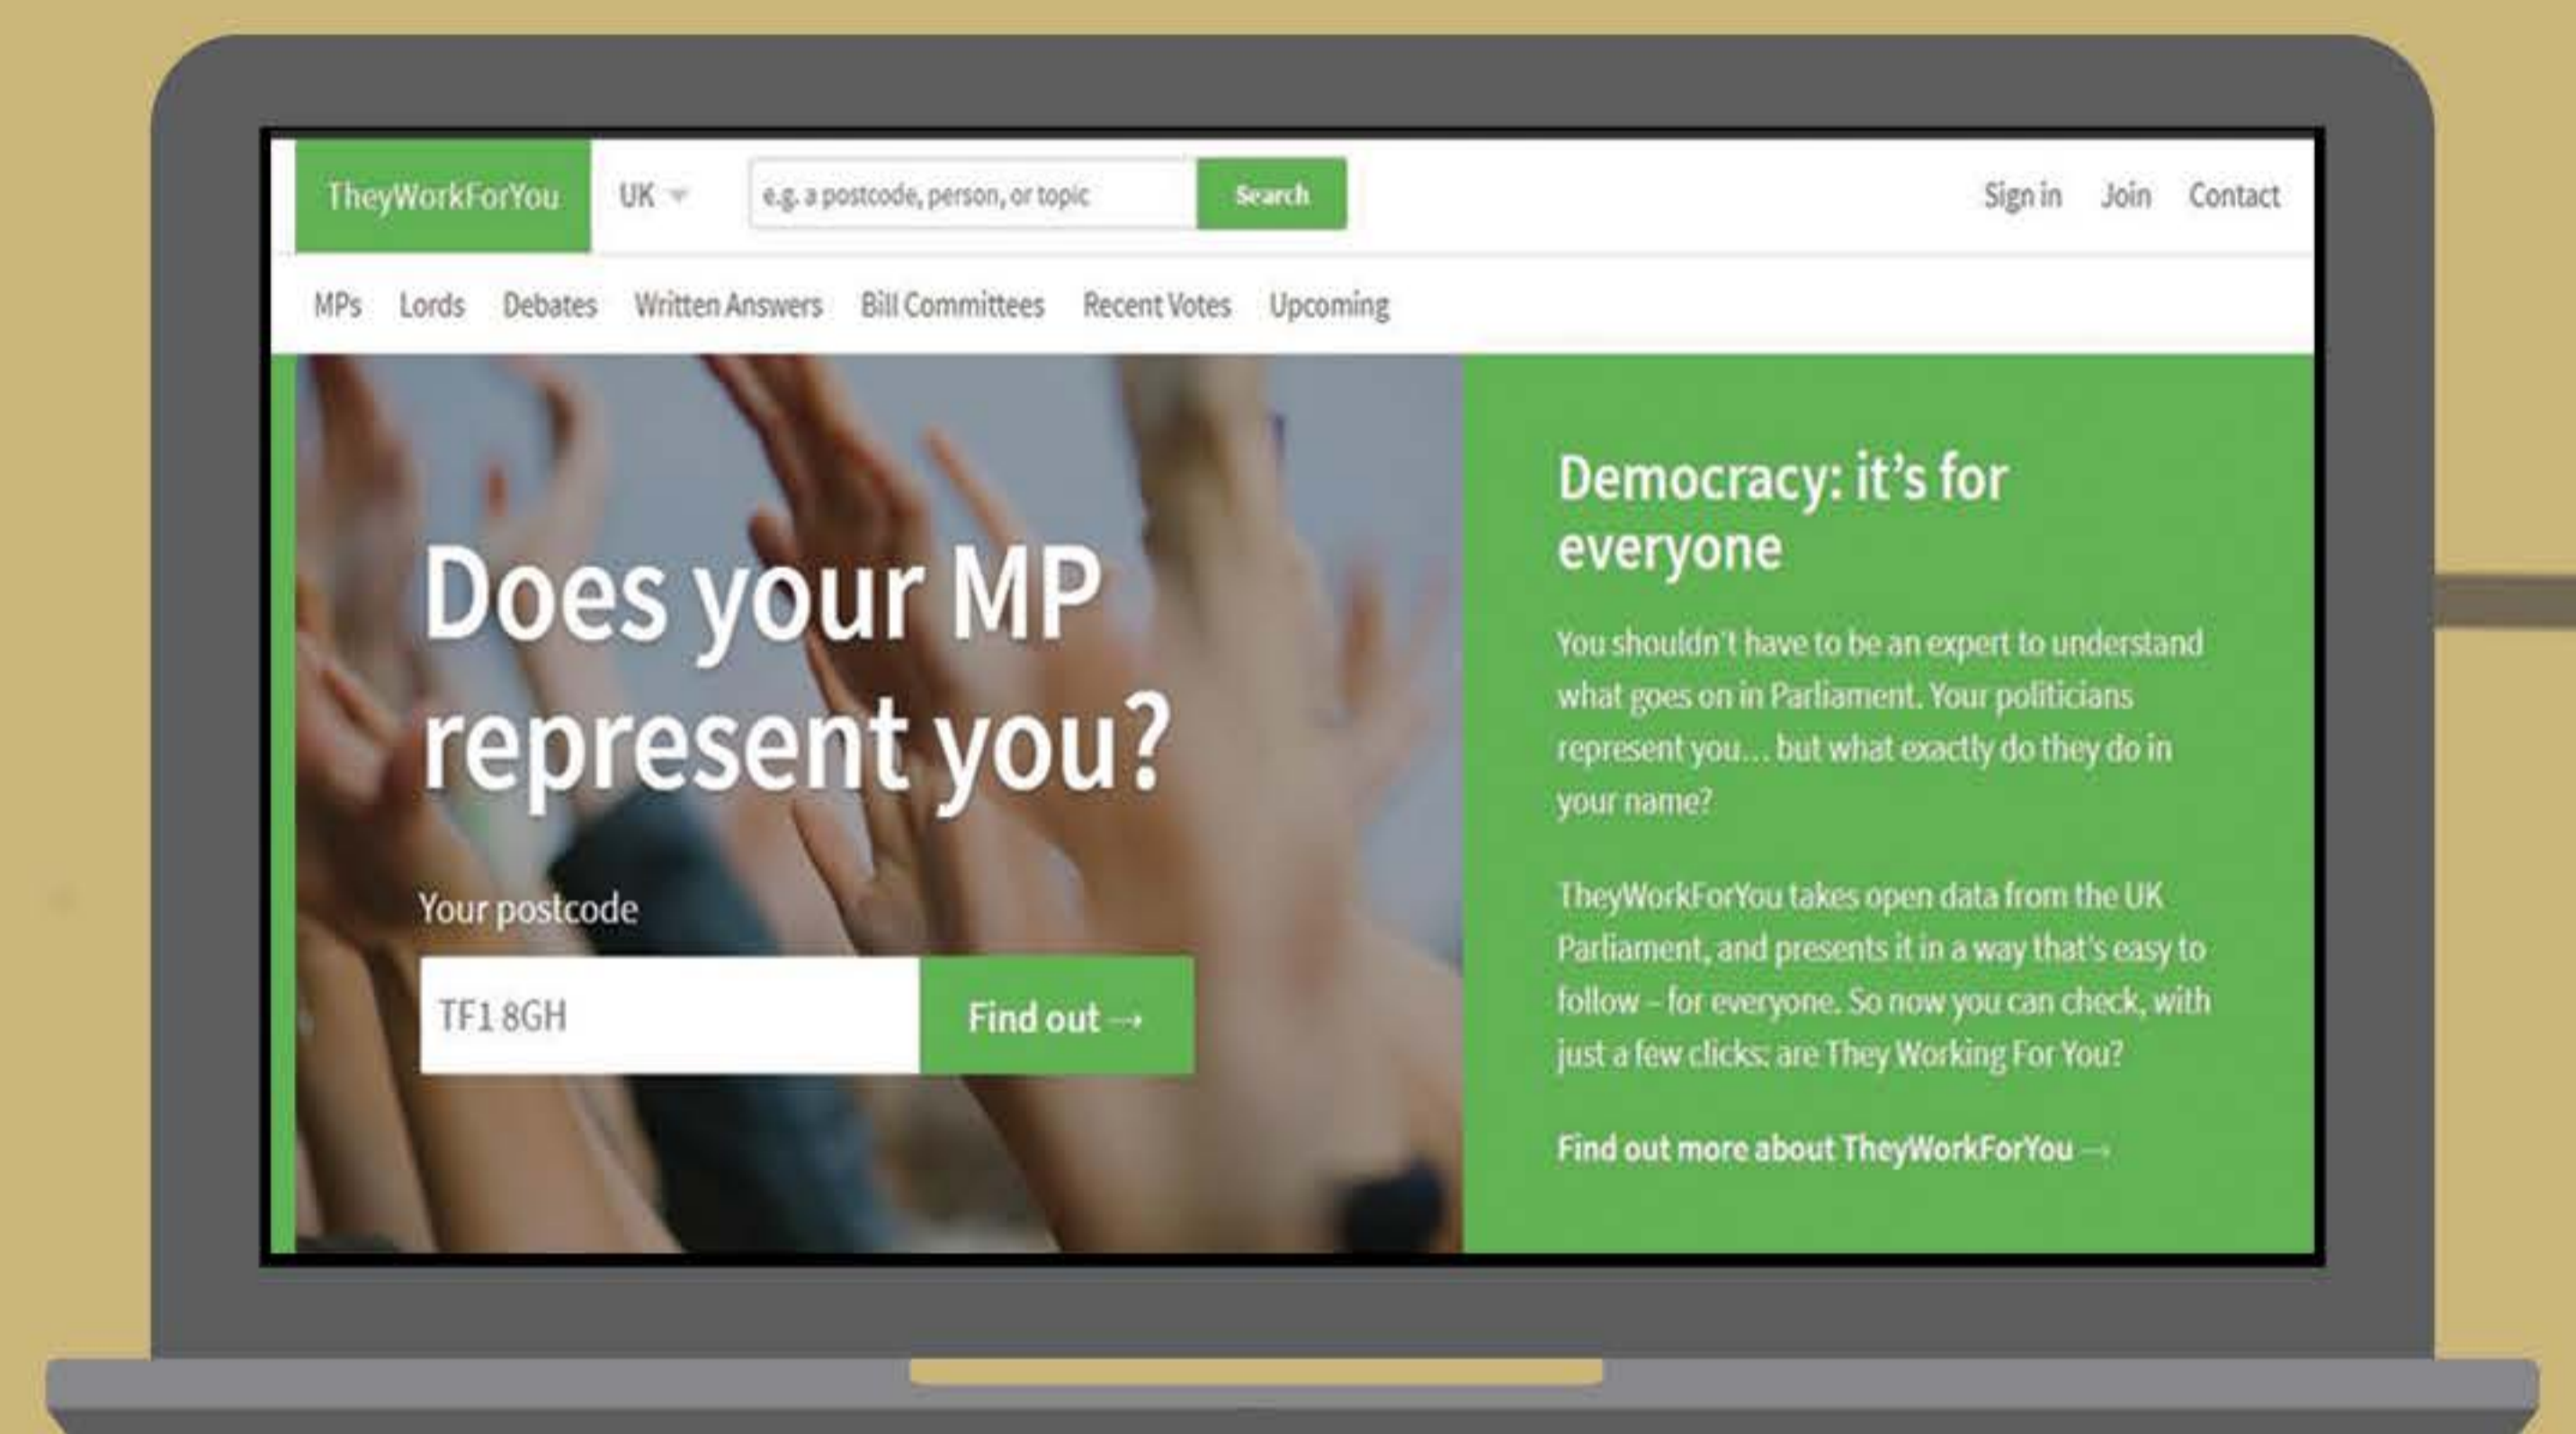 TheyWorkForYou UK e.g. a postcode, person, or topic Search Sign in Join Contact
MPs Lords Debates Written Answers Bill Committees Recent Votes Upcoming
Does your MP
represent you?
Your postcode
TF1 8GH Find out →
Democracy: it’s for
everyone
You shouldn't have to be an expert to understand
what goes on in Parliament. Your politicians
represent you... but what exactly do they do in
your name?
TheyWorkForYou takes open data from the UK
Parliament, and presents it in a way that's easy to
follow – for everyone. So now you can check, with
just a few clicks: are They Working For You?
Find out more about TheyWorkForYou →